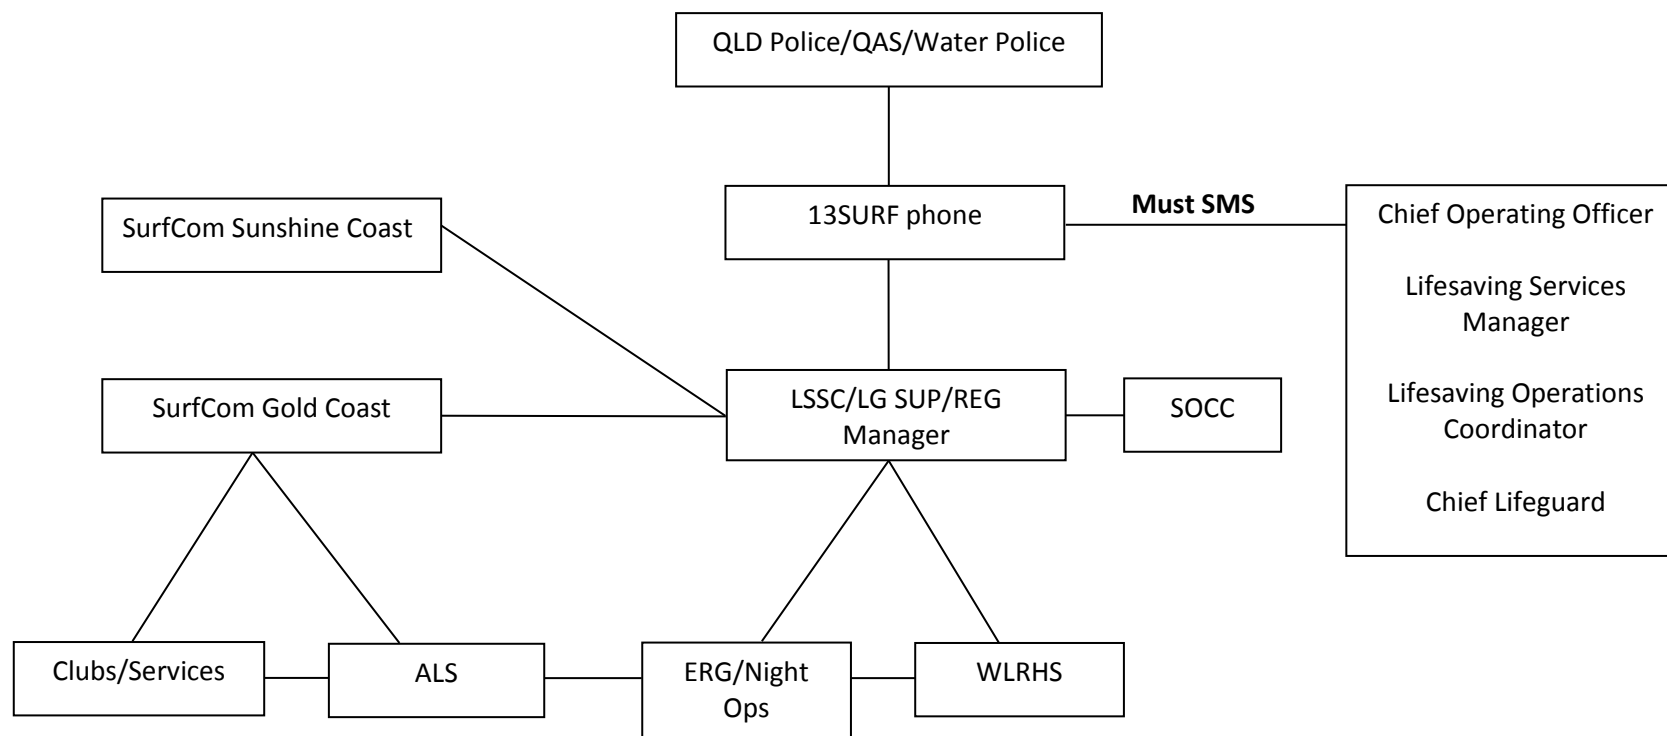 QLD Police/QAS/Water Police
13SURF phone
Must SMS
Chief Operating Officer
Lifesaving Services
Manager
Lifesaving Operations
Coordinator
Chief Lifeguard
SurfCom Sunshine Coast
SurfCom Gold Coast
LSSC/LG SUP/REG
Manager
SOCC
Clubs/Services
ALS
ERG/Night
Ops
WLRHS